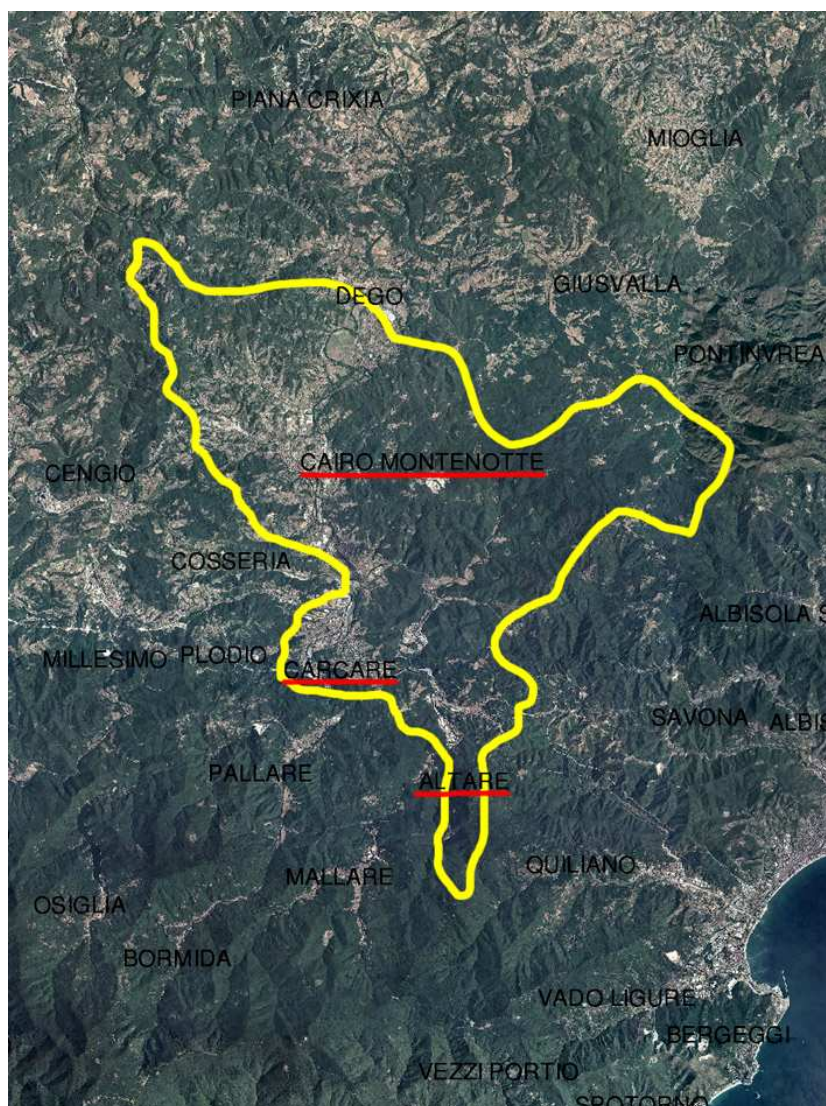 PIANA CRIXIA
MIOGLIA
GIUSVALLA
DEGO
PONTINVREA
CAIRO MONTENOTTE
CENGIO
COSSERIA
ALBISOLA S
MILLESIMO
PLODIO
CARCARE
SAVONA
ALBIS
PALLARE
ALTARE
QUILIANO
MALLARE
OSIGLIA
BORMIDA
VADO LIGURE
BERGEGGI
VEZZI PORTIO
SPOTORNO